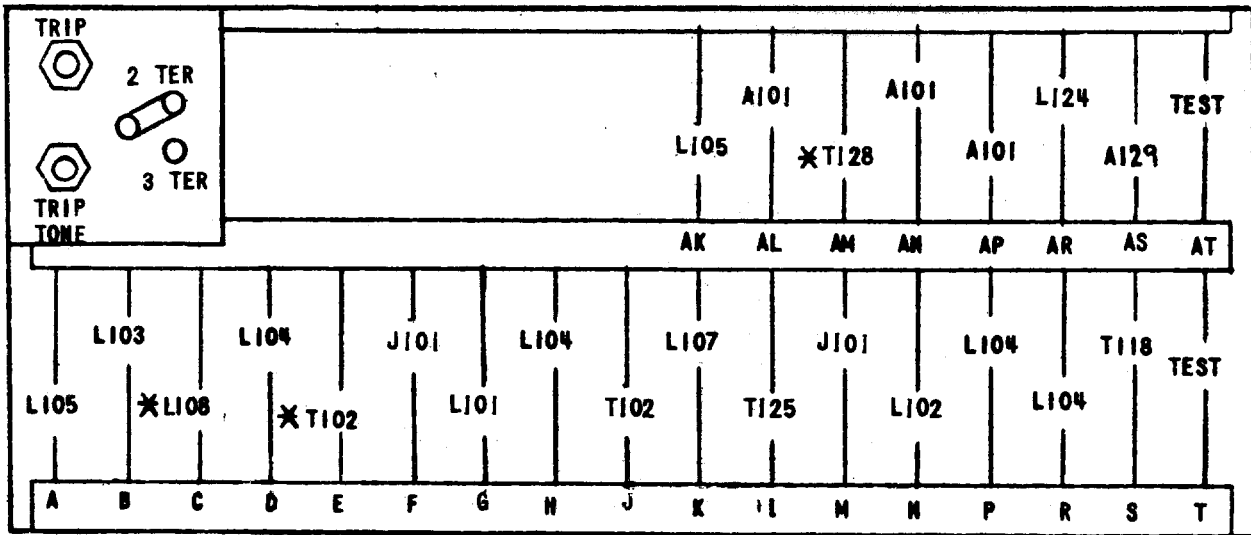 TRIP
2 TER
3 TER
TRIP
TONE
A101 A101 L124 TEST
L105 *T128 A101 A129
AK AL AM AN AP AR AS AT
L103 L104 J101 L104 L107 J101 L104 T118 TEST
L105 *L108 *T102 L101 T102 T125 L102 L104
A B C D E F G H J K L M N P R S T